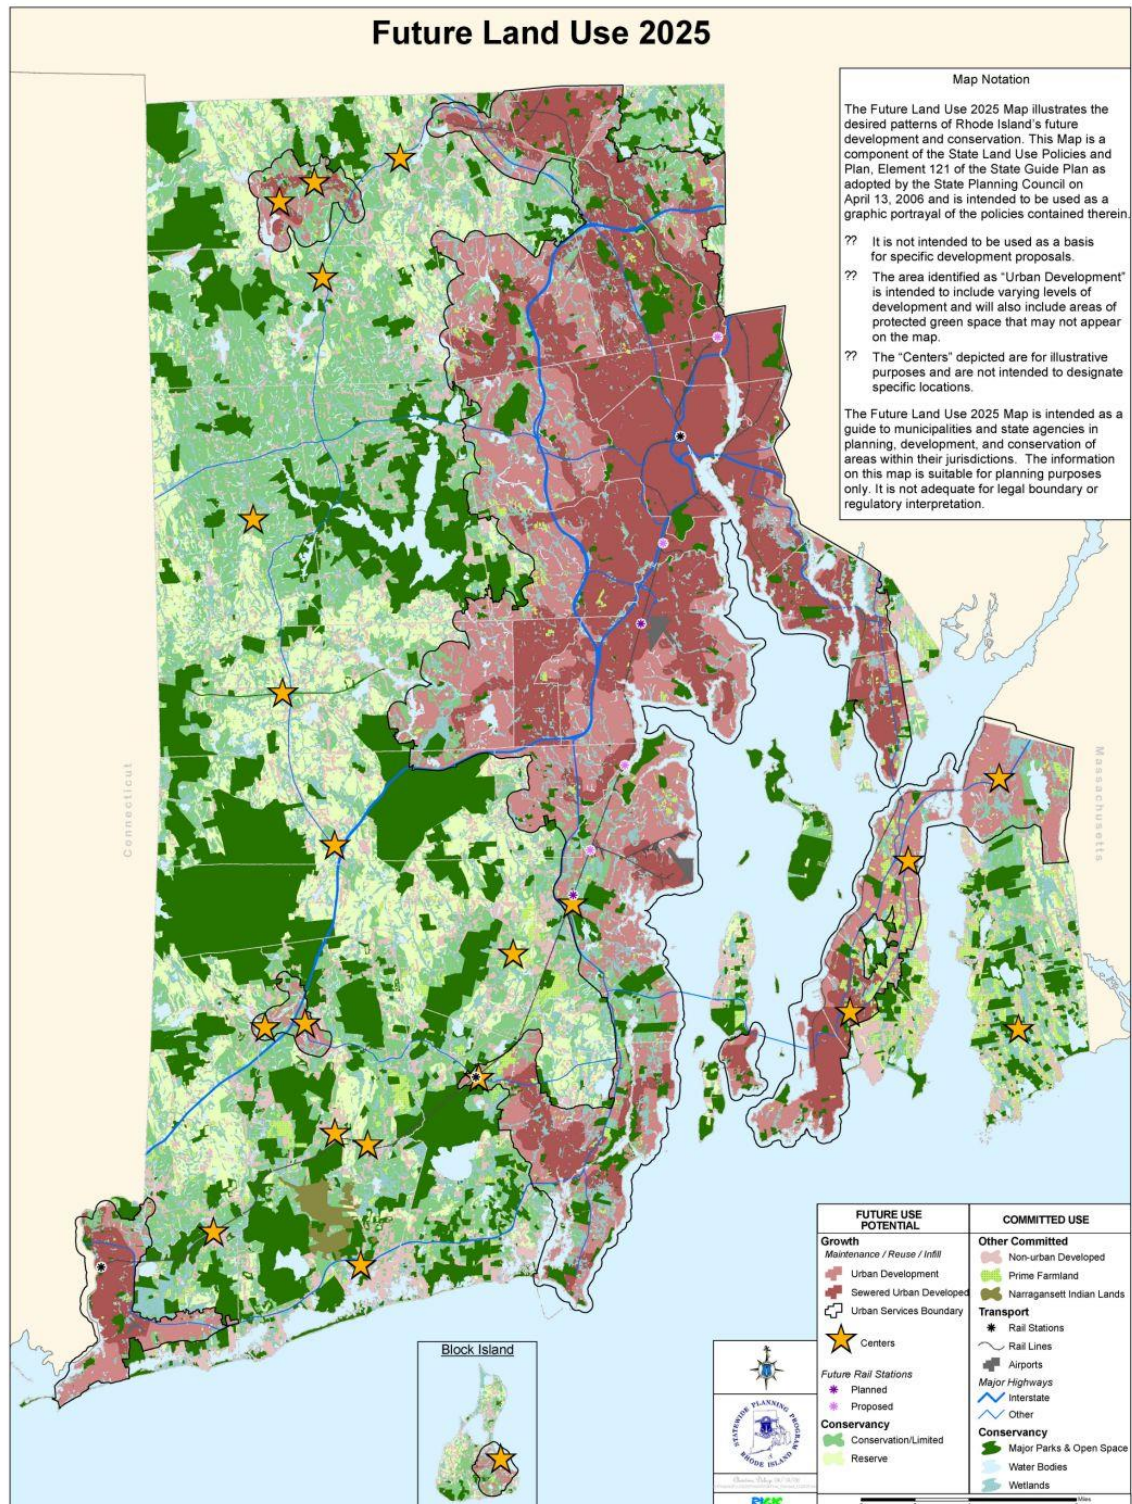 Future Land Use 2025
Map Notation
The Future Land Use 2025 Map illustrates the
desired patterns of Rhode Island's future
development and conservation. This Map is a
component of the State Land Use Policies and
Plan, Element 121 of the State Guide Plan as
adopted by the State Planning Council on
April 13, 2006 and is intended to be used as a
graphic portrayal of the policies contained therein.
?? It is not intended to be used as a basis
for specific development proposals.
?? The area identified as "Urban Development"
is intended to include varying levels of
development and will also include areas of
protected green space that may not appear
on the map.
?? The "Centers" depicted are for illustrative
purposes and are not intended to designate
specific locations.
The Future Land Use 2025 Map is intended as a
guide to municipalities and state agencies in
planning, development, and conservation of
areas within their jurisdictions. The information
on this map is suitable for planning purposes
only. It is not adequate for legal boundary or
regulatory interpretation.
Connecticut
Massachusetts
Block Island
STATEWIDE PLANNING PROGRAM
RHODE ISLAND
FUTURE USE
POTENTIAL
Growth
Maintenance / Reuse / Infill
Urban Development
Sewered Urban Developed
Urban Services Boundary
Centers
Future Rail Stations
Planned
Proposed
Conservancy
Conservation/Limited
Reserve
COMMITTED USE
Other Committed
Non-urban Developed
Prime Farmland
Narragansett Indian Lands
Transport
Rail Stations
Rail Lines
Airports
Major Highways
Interstate
Other
Conservancy
Major Parks & Open Space
Water Bodies
Wetlands
Miles